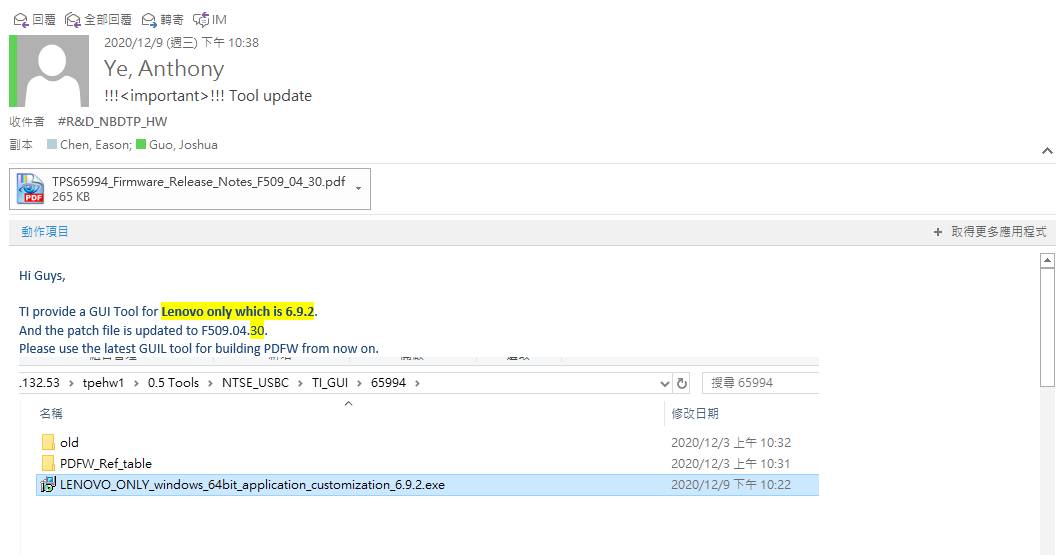 回覆 全部回覆 轉寄 IM
2020/12/9 (週三) 下午 10:38
Ye, Anthony
!!!<important>!!! Tool update
收件者 #R&D_NBDTP_HW
副本 Chen, Eason; Guo, Joshua
TPS65994_Firmware_Release_Notes_F509_04_30.pdf
265 KB
PDF
動作項目 + 取得更多應用程式
Hi Guys,
TI provide a GUI Tool for Lenovo only which is 6.9.2.
And the patch file is updated to F509.04.30.
Please use the latest GUIL tool for building PDFW from now on.
.132.53 > tpehw1 > 0.5 Tools > NTSE_USBC > TI_GUI > 65994 > 搜尋 65994
名稱 修改日期
old 2020/12/3 上午 10:32
PDFW_Ref_table 2020/12/3 上午 10:31
LENOVO_ONLY_windows_64bit_application_customization_6.9.2.exe 2020/12/9 下午 10:22